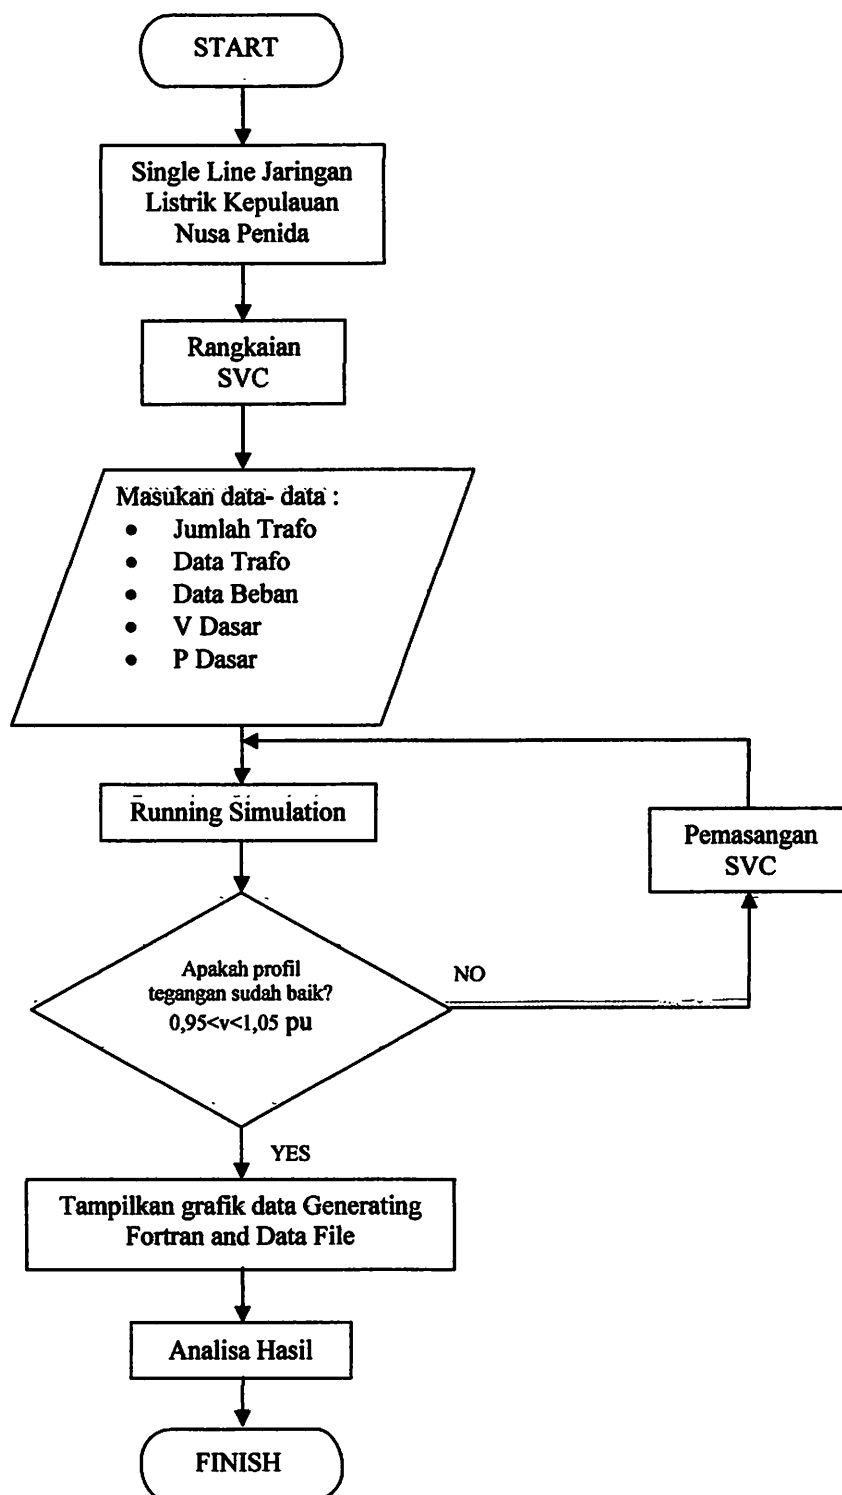 START
Single Line Jaringan
Listrik Kepulauan
Nusa Penida
Rangkaian
SVC
Masukan data- data :
• Jumlah Trafo
• Data Trafo
• Data Beban
• V Dasar
• P Dasar
Running Simulation
Pemasangan
SVC
Apakah profil
tegangan sudah baik?
0,95<v<1,05 pu
NO
YES
Tampilkan grafik data Generating
Fortran and Data File
Analisa Hasil
FINISH